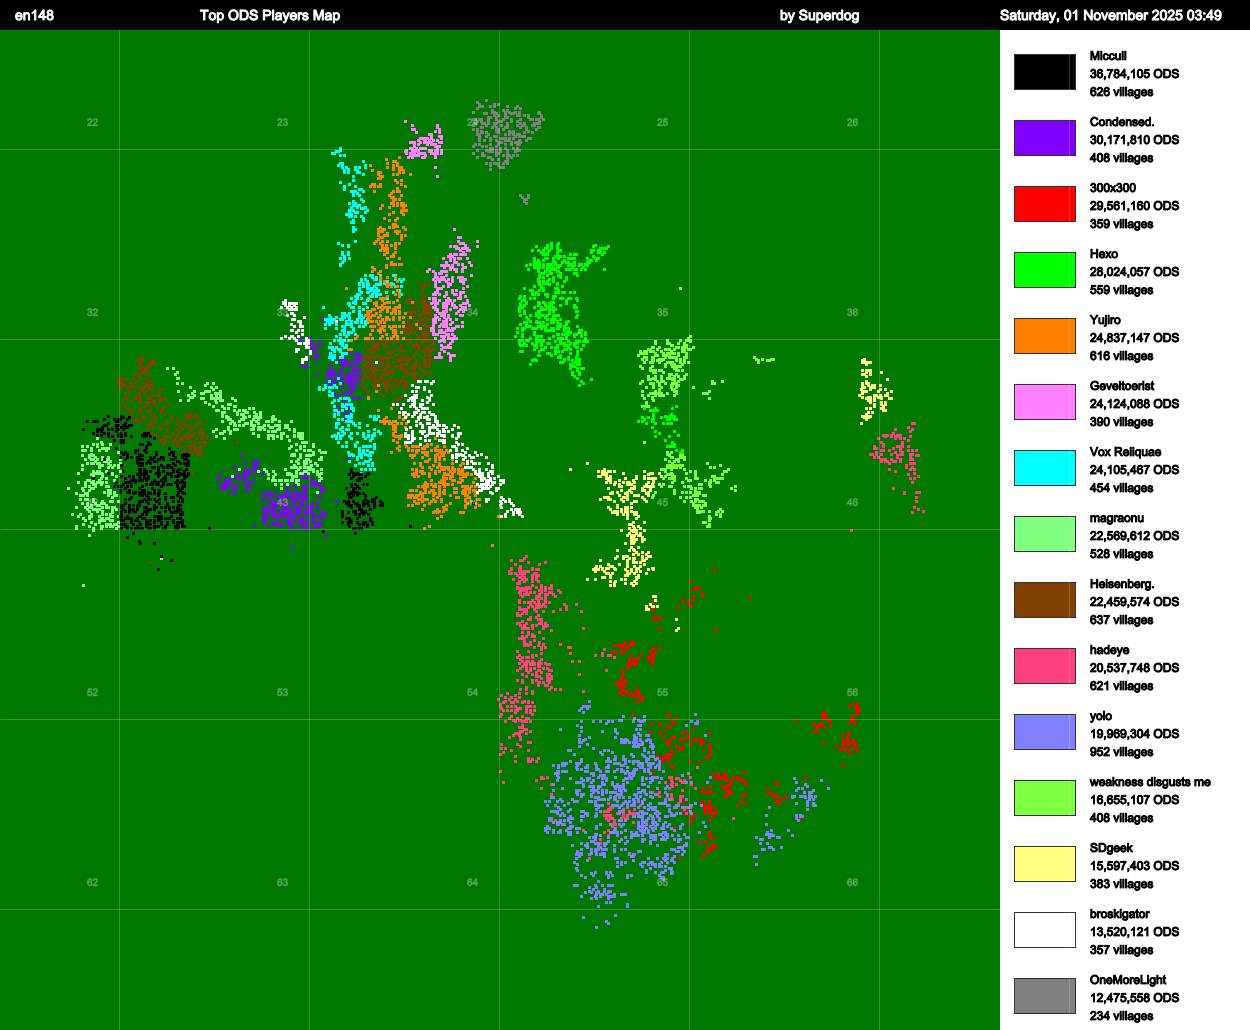 en148 Top ODS Players Map by Superdog Saturday, 01 November 2025 03:49
Miccull
36,784,105 ODS
626 villages
Condensed.
30,171,810 ODS
408 villages
300x300
29,561,160 ODS
359 villages
Hexo
28,024,057 ODS
559 villages
Yujiro
24,837,147 ODS
616 villages
Geveltoerist
24,124,088 ODS
390 villages
Vox Reliquae
24,105,467 ODS
454 villages
magraonu
22,569,612 ODS
528 villages
Heisenberg.
22,459,574 ODS
637 villages
hadeye
20,537,748 ODS
621 villages
yolo
19,969,304 ODS
952 villages
weakness disgusts me
16,655,107 ODS
408 villages
SDgeek
15,597,403 ODS
383 villages
broskigator
13,520,121 ODS
357 villages
OneMoreLight
12,475,558 ODS
234 villages
22 23 25 26
32 34 35 36
43 45 46
52 53 54 55 56
62 63 64 65 66